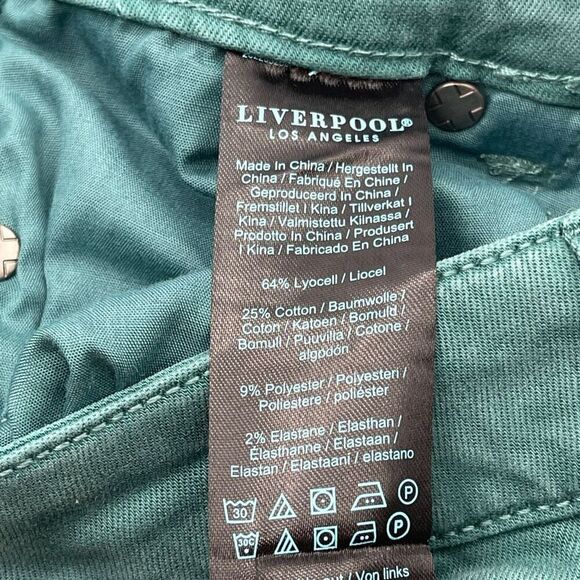 LIVERPOOL®
LOS ANGELES
Made In China / Hergestellt In
China / Fabriqué En Chine /
Geproduceerd In China /
Fremstillet I Kina / Tillverkat I
Kina / Valmistettu Kiinassa /
Prodotto In China / Produsert
I Kina / Fabricado En China
64% Lyocell / Liocel
25% Cotton / Baumwolle /
Coton / Katoen / Bomuld /
Bomull / Puuvilla / Cotone /
algodón
9% Polyester / Polyesteri /
Poliestere / poliéster
2% Elastane / Elasthan /
Élasthanne / Elastaan /
Elastan / Elastaani / elastano
30 P
30C P
Out / Von links